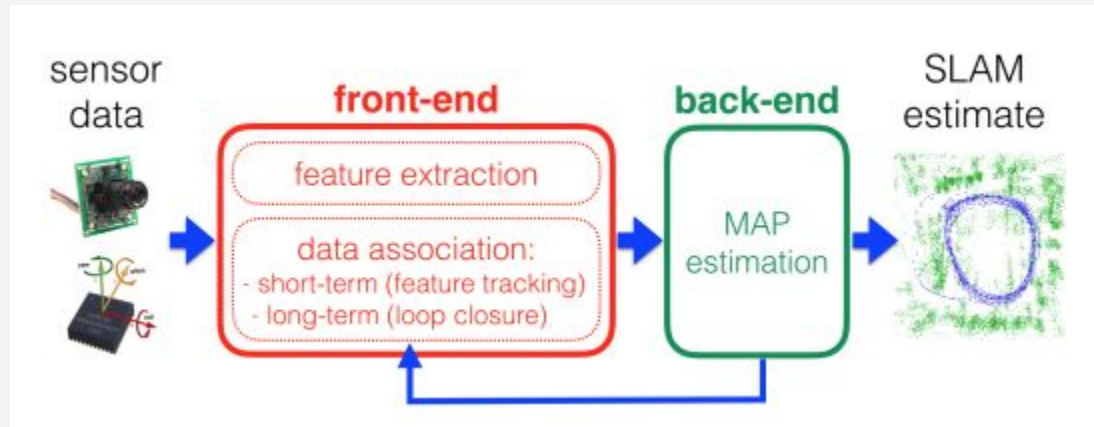 sensor
data
front-end
feature extraction
data association:
- short-term (feature tracking)
- long-term (loop closure)
back-end
MAP
estimation
SLAM
estimate